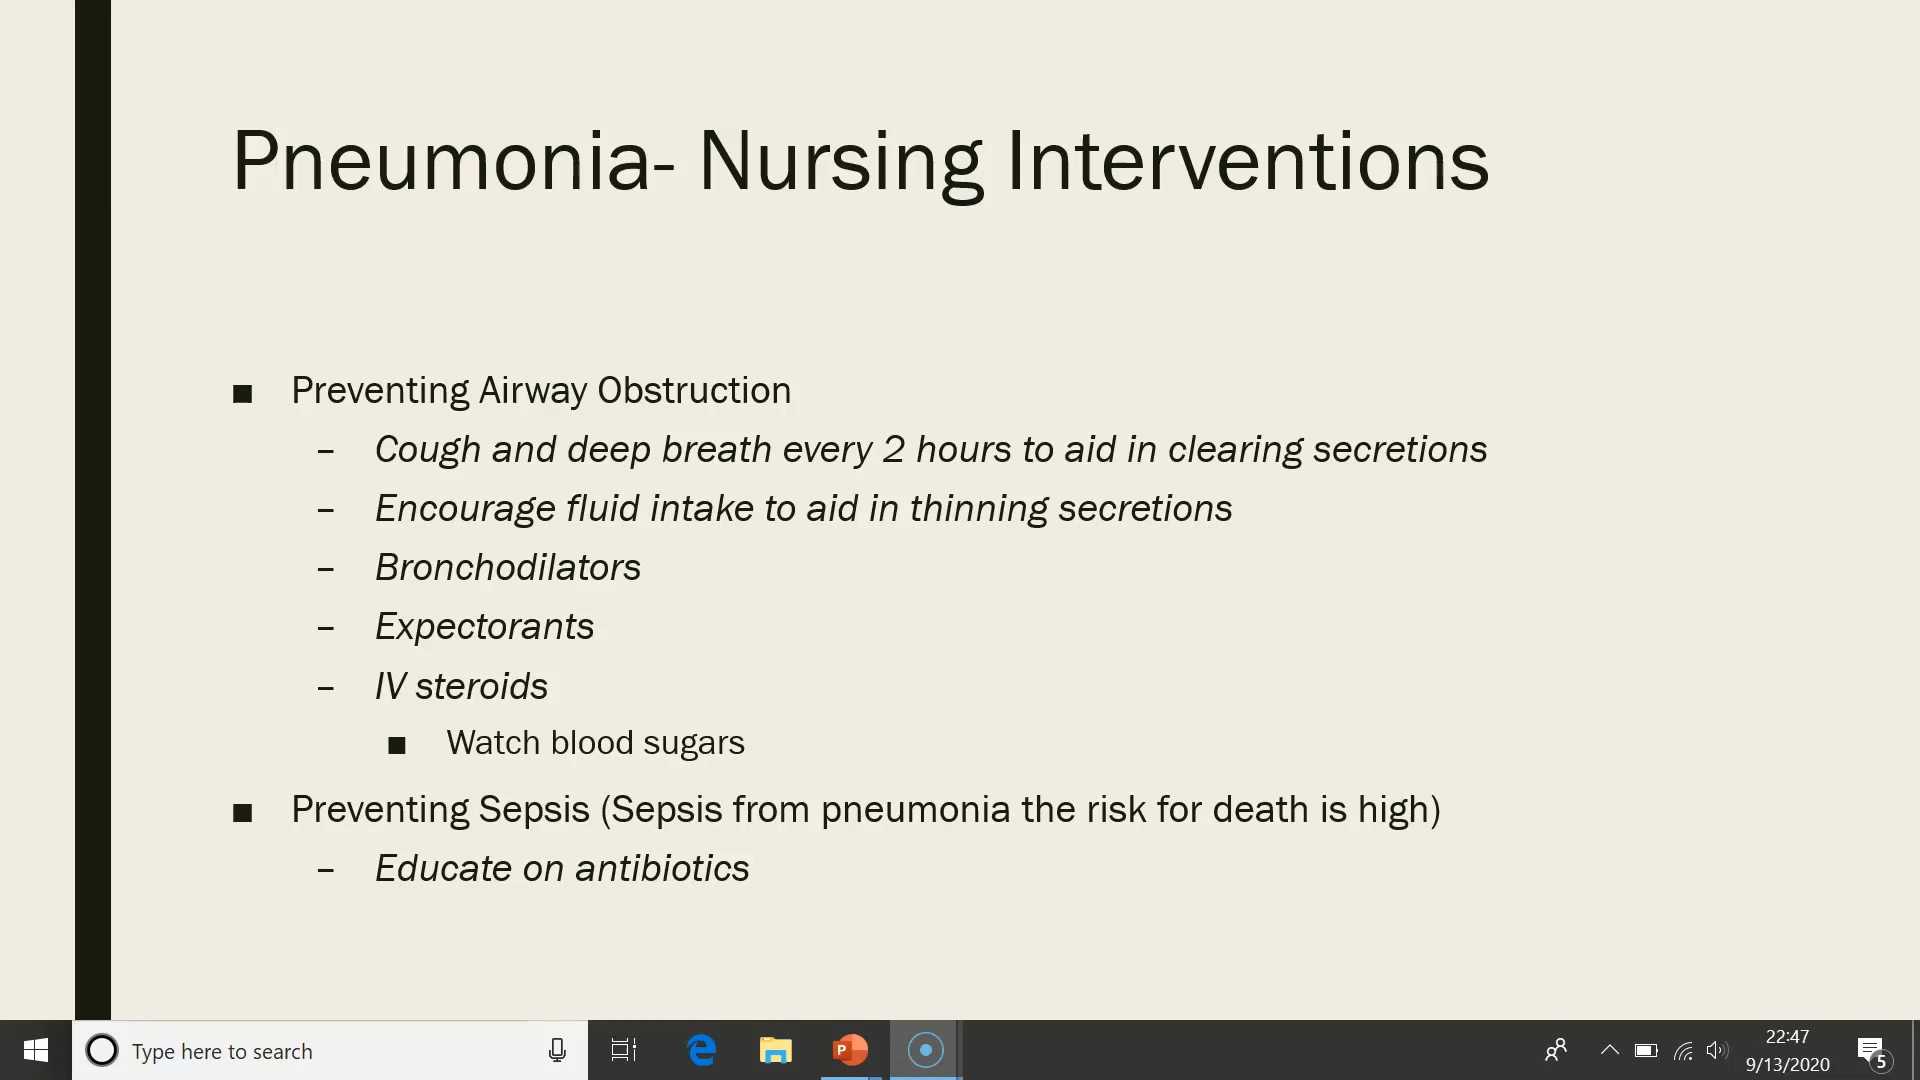 Pneumonia- Nursing Interventions
■ Preventing Airway Obstruction
– Cough and deep breath every 2 hours to aid in clearing secretions
– Encourage fluid intake to aid in thinning secretions
– Bronchodilators
– Expectorants
– IV steroids
■ Watch blood sugars
■ Preventing Sepsis (Sepsis from pneumonia the risk for death is high)
– Educate on antibiotics
Type here to search
P
22:47
9/13/2020
5